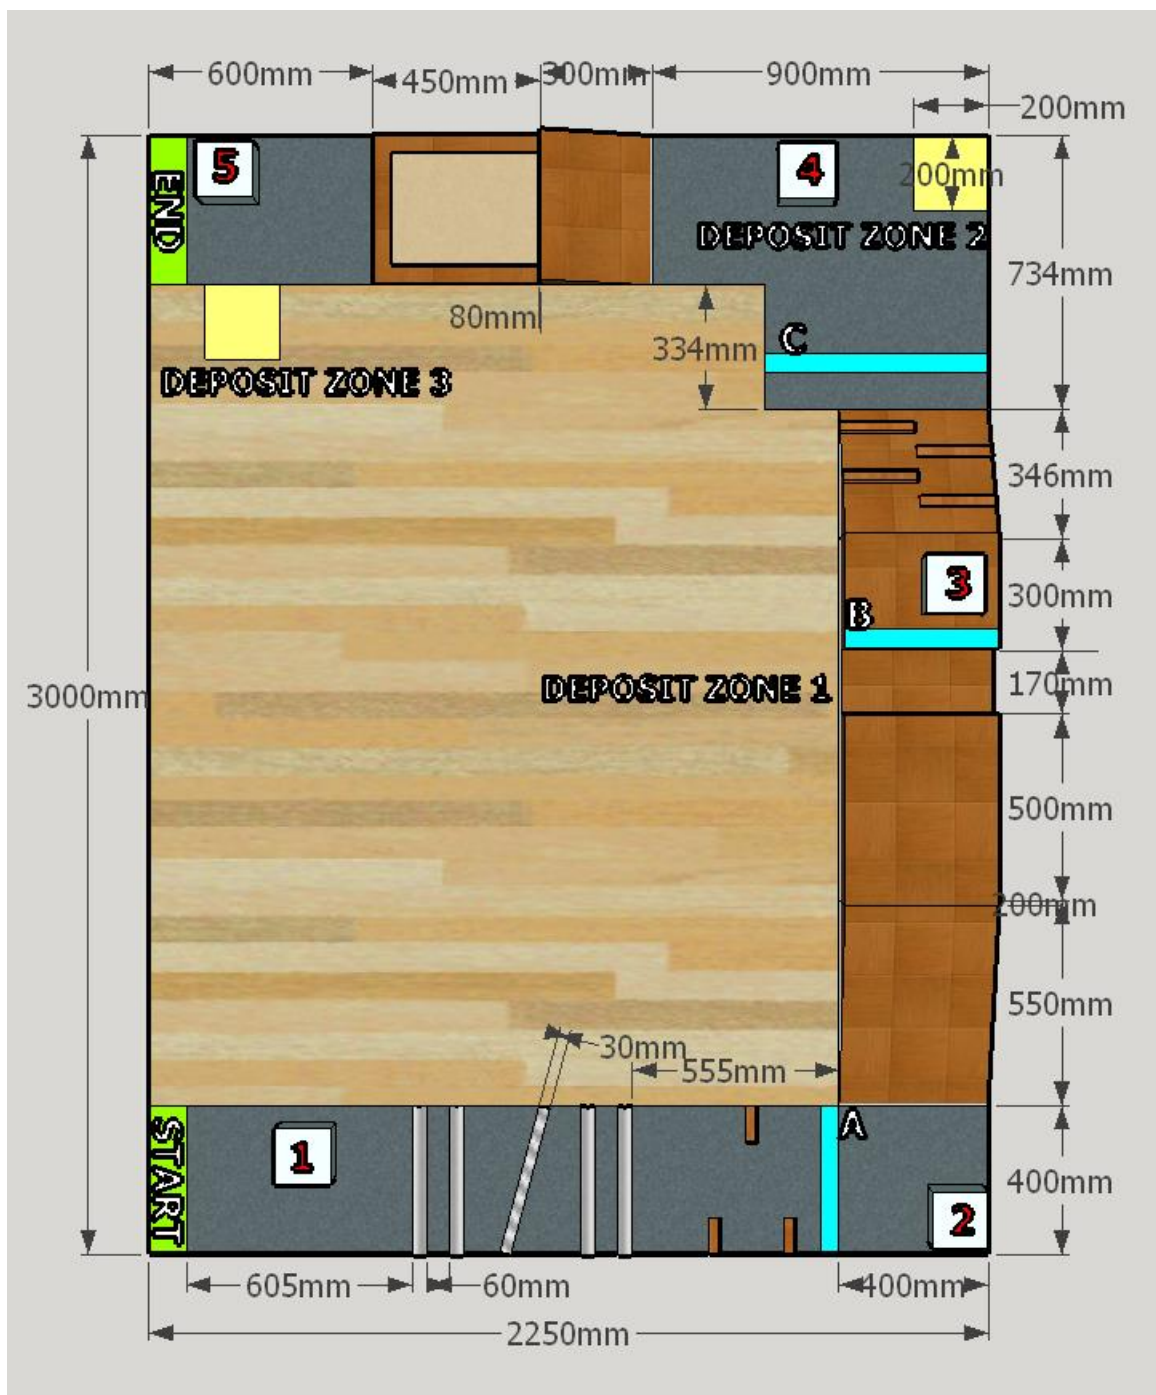 600mm
450mm
300mm
900mm
200mm
5
4
200mm
END
DEPOSIT ZONE 2
734mm
80mm
C
334mm
DEPOSIT ZONE 3
346mm
3
300mm
B
DEPOSIT ZONE 1
170mm
3000mm
500mm
200mm
550mm
30mm
555mm
START
A
1
400mm
2
605mm
60mm
400mm
2250mm